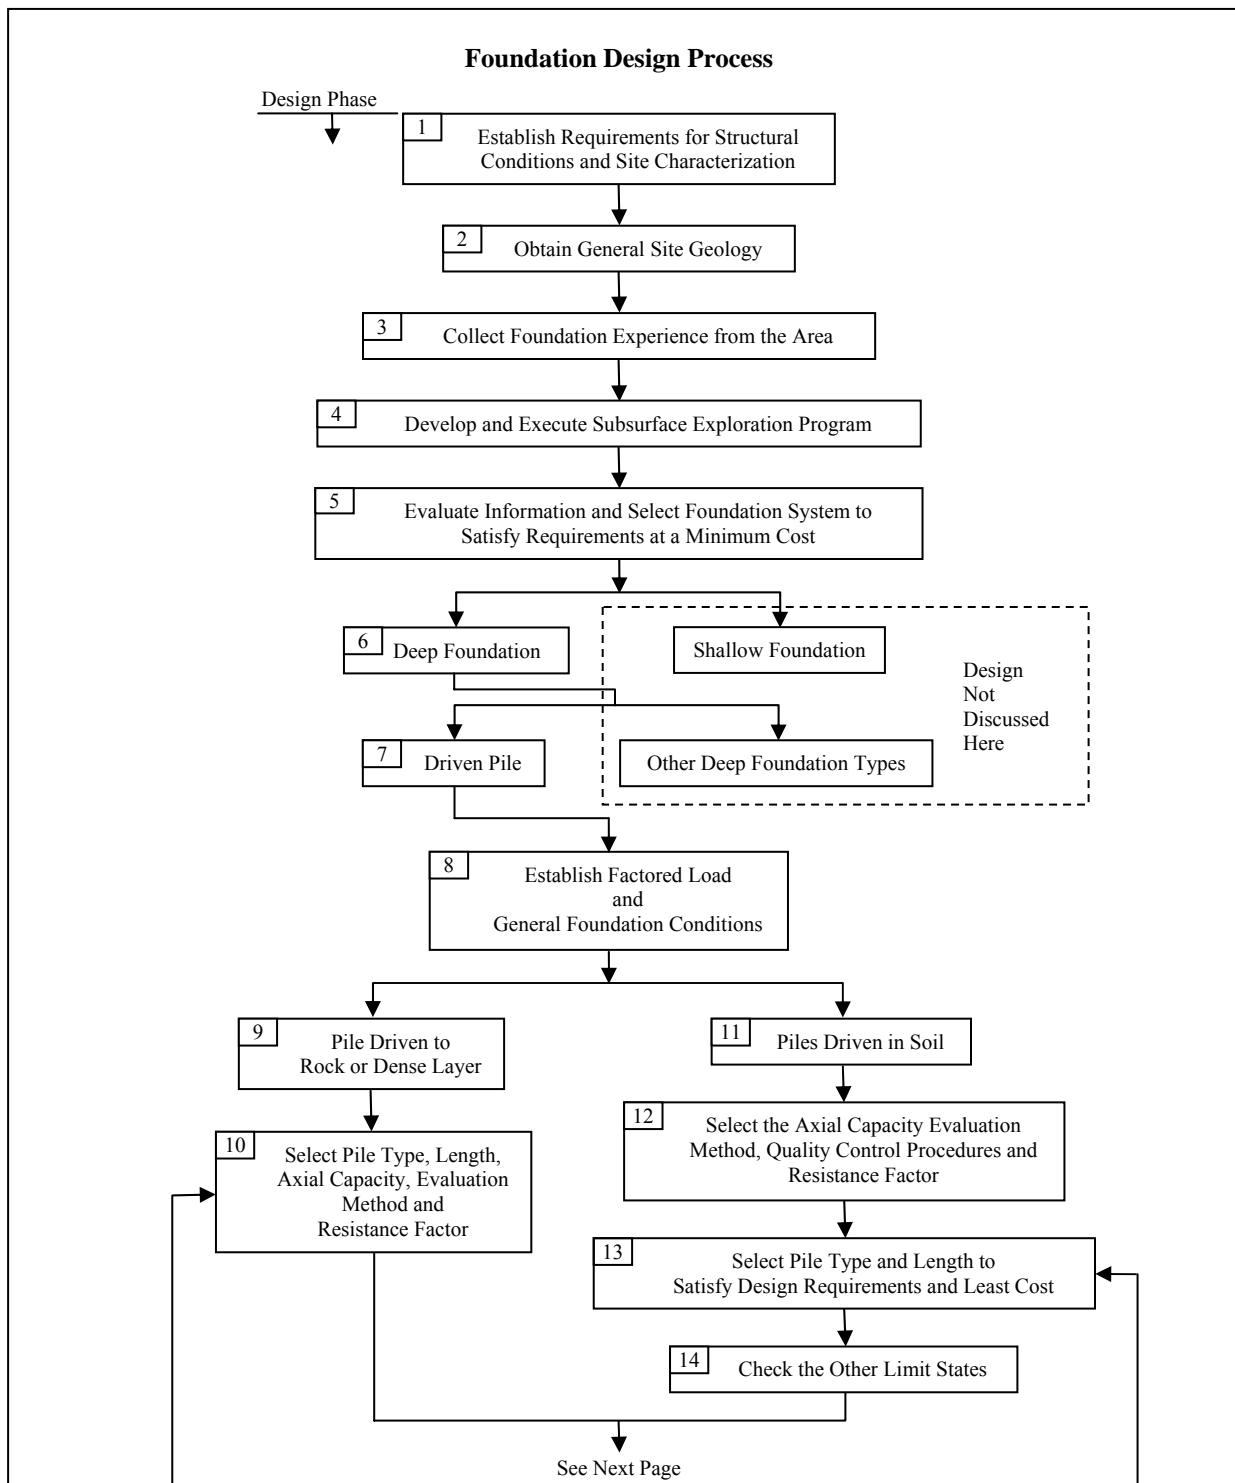 Foundation Design Process
Design Phase
1
Establish Requirements for Structural
Conditions and Site Characterization
2
Obtain General Site Geology
3
Collect Foundation Experience from the Area
4
Develop and Execute Subsurface Exploration Program
5
Evaluate Information and Select Foundation System to
Satisfy Requirements at a Minimum Cost
6
Deep Foundation
Shallow Foundation
Design
Not
Discussed
Here
7
Driven Pile
Other Deep Foundation Types
8
Establish Factored Load
and
General Foundation Conditions
9
Pile Driven to
Rock or Dense Layer
10
Select Pile Type, Length,
Axial Capacity, Evaluation
Method and
Resistance Factor
11
Piles Driven in Soil
12
Select the Axial Capacity Evaluation
Method, Quality Control Procedures and
Resistance Factor
13
Select Pile Type and Length to
Satisfy Design Requirements and Least Cost
14
Check the Other Limit States
See Next Page